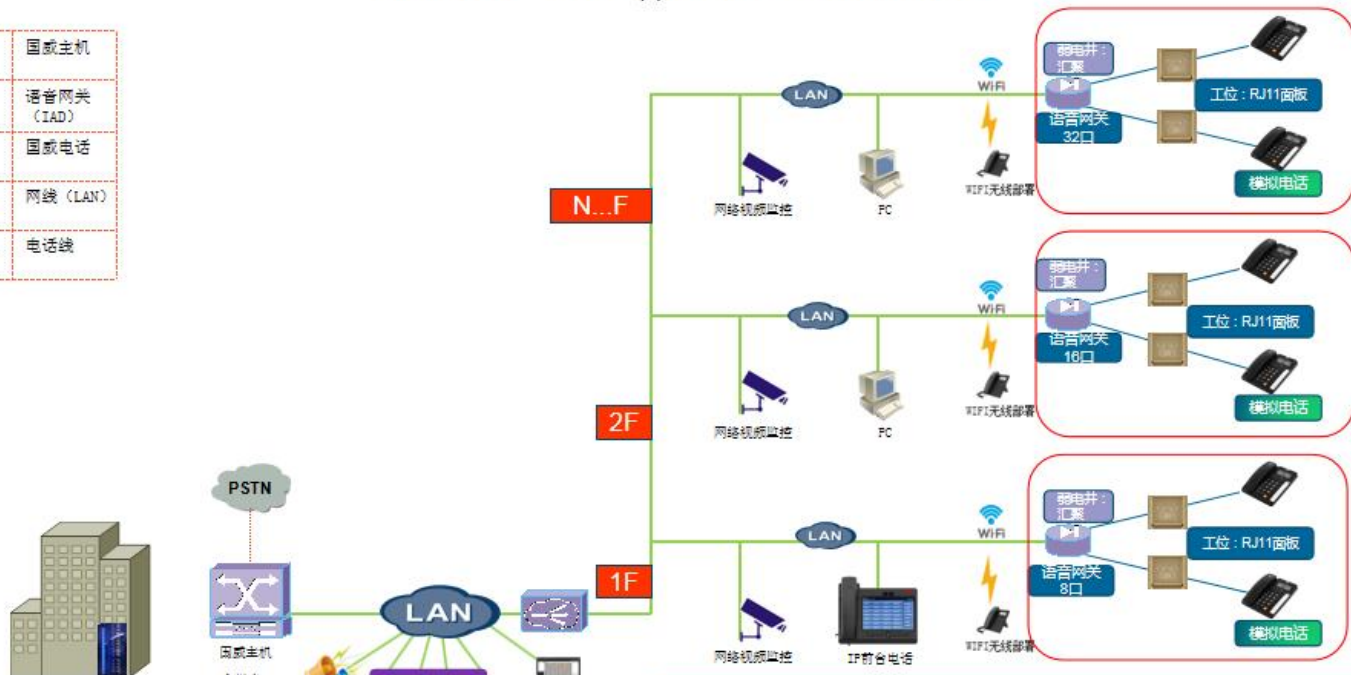 国威主机
语音网关
（IAD）
国威电话
网线（LAN）
电话线
N...F
LAN
WiFi
网络视频监控
PC
WIFI无线部署
弱电井：
汇聚
语音网关
32口
工位：RJ11面板
模拟电话
2F
LAN
WiFi
网络视频监控
PC
WIFI无线部署
弱电井：
汇聚
语音网关
16口
工位：RJ11面板
模拟电话
PSTN
国威主机
LAN
1F
LAN
WiFi
网络视频监控
IP前台电话
WIFI无线部署
弱电井：
汇聚
语音网关
8口
工位：RJ11面板
模拟电话